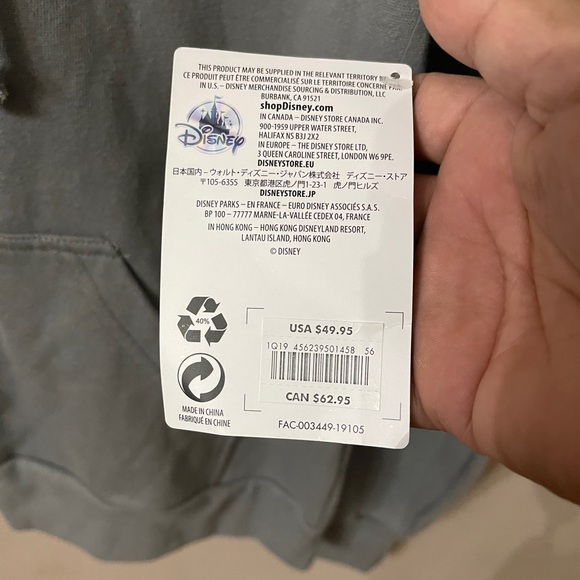 THIS PRODUCT MAY BE SUPPLIED IN THE RELEVANT TERRITORY BY
CE PRODUIT PEUT ÊTRE COMMERCIALISÉ SUR LE TERRITOIRE CONCERNÉ PAR
IN U.S.– DISNEY MERCHANDISE SOURCING & DISTRIBUTION, LLC
BURBANK, CA 91521
shopDisney.com
IN CANADA – DISNEY STORE CANADA INC.
900-1959 UPPER WATER STREET,
HALIFAX NS B3J 2X2
IN EUROPE – THE DISNEY STORE LTD,
3 QUEEN CAROLINE STREET, LONDON W6 9PE.
DISNEYSTORE.EU
Disney
日本国内 – ウォルト・ディズニー・ジャパン株式会社 ディズニー・ストア
〒105-6355 東京都港区虎ノ門1-23-1 虎ノ門ヒルズ
DISNEYSTORE.JP
DISNEY PARKS – EN FRANCE – EURO DISNEY ASSOCIÉS S.A.S.
BP 100 – 77777 MARNE-LA-VALLÉE CEDEX 04, FRANCE
IN HONG KONG – HONG KONG DISNEYLAND RESORT,
LANTAU ISLAND, HONG KONG
© DISNEY
40%
MADE IN CHINA
FABRIQUÉ EN CHINE
USA $49.95
1Q19 456239501458 56
CAN $62.95
FAC-003449-19105